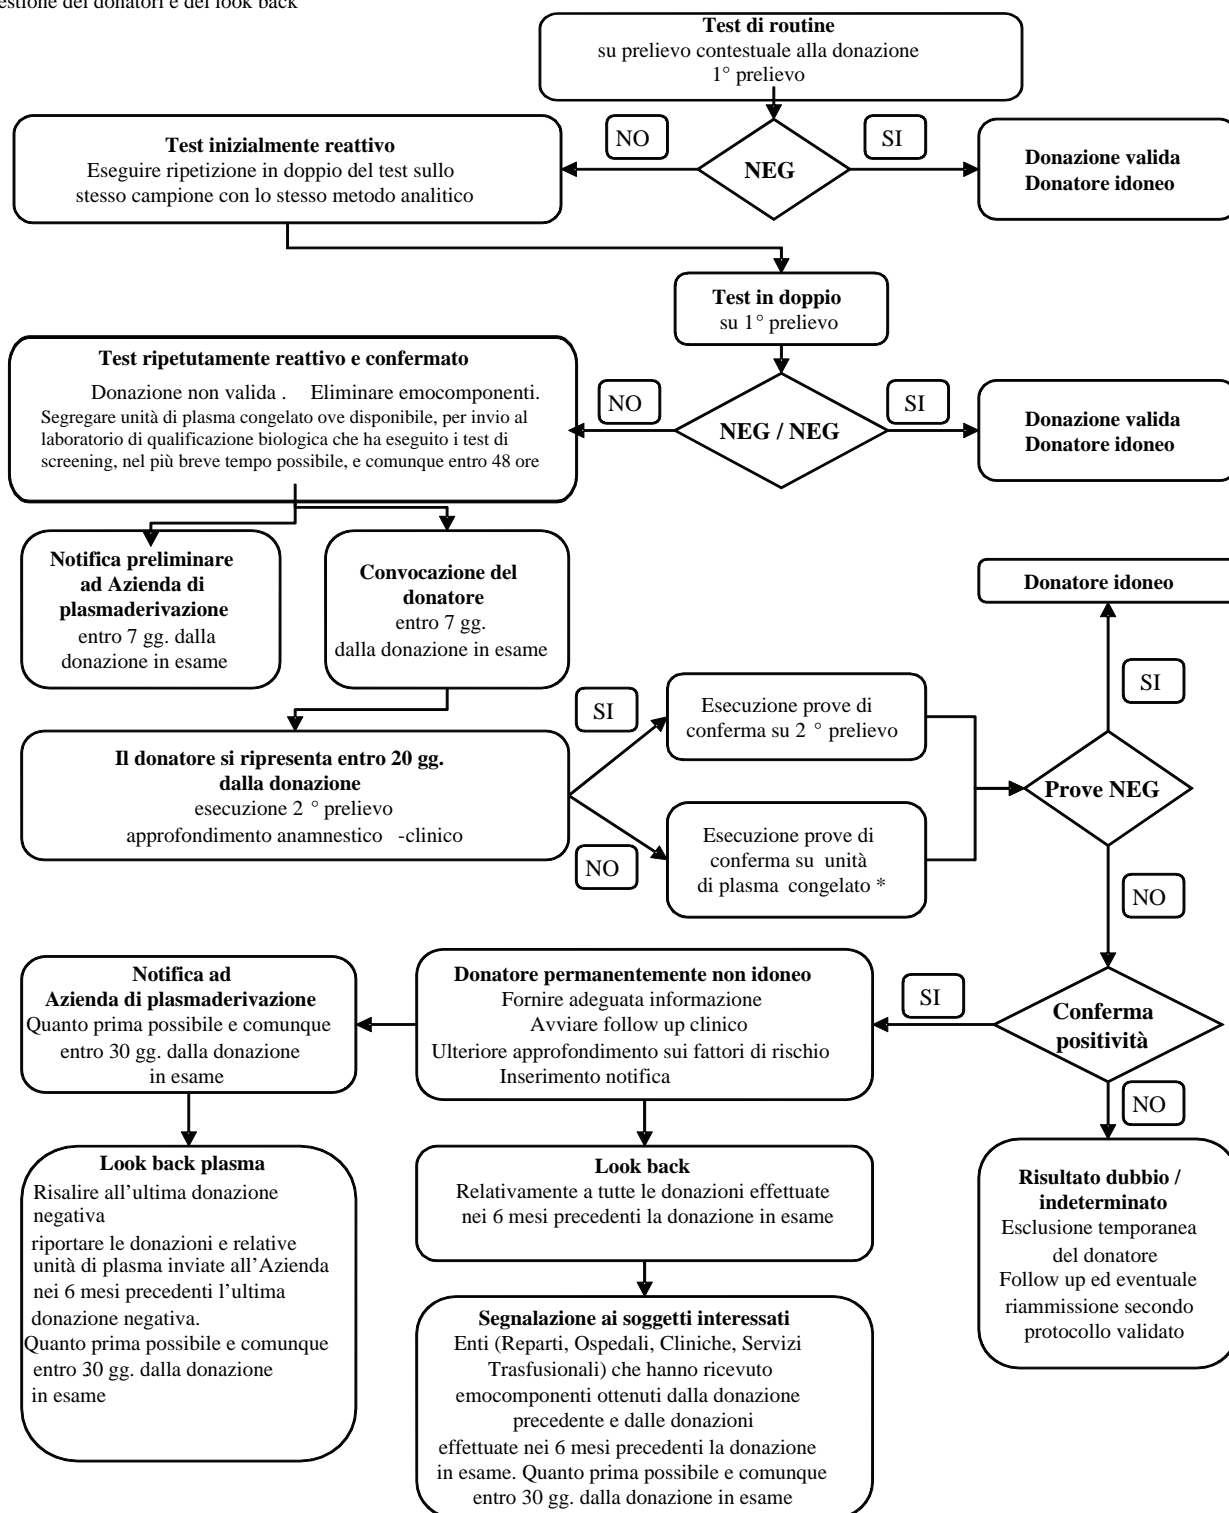 estione dei donatori e del look back
Test di routine
su prelievo contestuale alla donazione
1° prelievo
NO
SI
NEG
Test inizialmente reattivo
Eseguire ripetizione in doppio del test sullo
stesso campione con lo stesso metodo analitico
Donazione valida
Donatore idoneo
Test in doppio
su 1° prelievo
Test ripetutamente reattivo e confermato
Donazione non valida . Eliminare emocomponenti.
Segregare unità di plasma congelato ove disponibile, per invio al
laboratorio di qualificazione biologica che ha eseguito i test di
screening, nel più breve tempo possibile, e comunque entro 48 ore
NO
SI
NEG / NEG
Donazione valida
Donatore idoneo
Notifica preliminare
ad Azienda di
plasmaderivazione
entro 7 gg. dalla
donazione in esame
Convocazione del
donatore
entro 7 gg.
dalla donazione in esame
Donatore idoneo
SI
Il donatore si ripresenta entro 20 gg.
dalla donazione
esecuzione 2 ° prelievo
approfondimento anamnestico -clinico
SI
Esecuzione prove di
conferma su 2 ° prelievo
NO
Esecuzione prove di
conferma su unità
di plasma congelato *
Prove NEG
NO
Notifica ad
Azienda di plasmaderivazione
Quanto prima possibile e comunque
entro 30 gg. dalla donazione
in esame
Donatore permanentemente non idoneo
Fornire adeguata informazione
Avviare follow up clinico
Ulteriore approfondimento sui fattori di rischio
Inserimento notifica
SI
Conferma
positività
NO
Look back plasma
Risalire all’ultima donazione
negativa
riportare le donazioni e relative
unità di plasma inviate all’Azienda
nei 6 mesi precedenti l’ultima
donazione negativa.
Quanto prima possibile e comunque
entro 30 gg. dalla donazione
in esame
Look back
Relativamente a tutte le donazioni effettuate
nei 6 mesi precedenti la donazione in esame
Risultato dubbio /
indeterminato
Esclusione temporanea
del donatore
Follow up ed eventuale
riammissione secondo
protocollo validato
Segnalazione ai soggetti interessati
Enti (Reparti, Ospedali, Cliniche, Servizi
Trasfusionali) che hanno ricevuto
emocomponenti ottenuti dalla donazione
precedente e dalle donazioni
effettuate nei 6 mesi precedenti la donazione
in esame. Quanto prima possibile e comunque
entro 30 gg. dalla donazione in esame